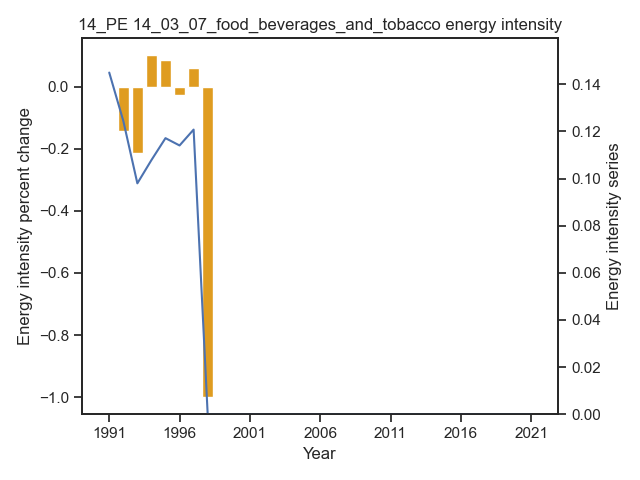 14_PE 14_03_07_food_beverages_and_tobacco energy intensity
Energy intensity percent change
0.0
−0.2
−0.4
−0.6
−0.8
−1.0
0.14
0.12
0.10
0.08
0.06
0.04
0.02
0.00
Energy intensity series
1991 1996 2001 2006 2011 2016 2021
Year